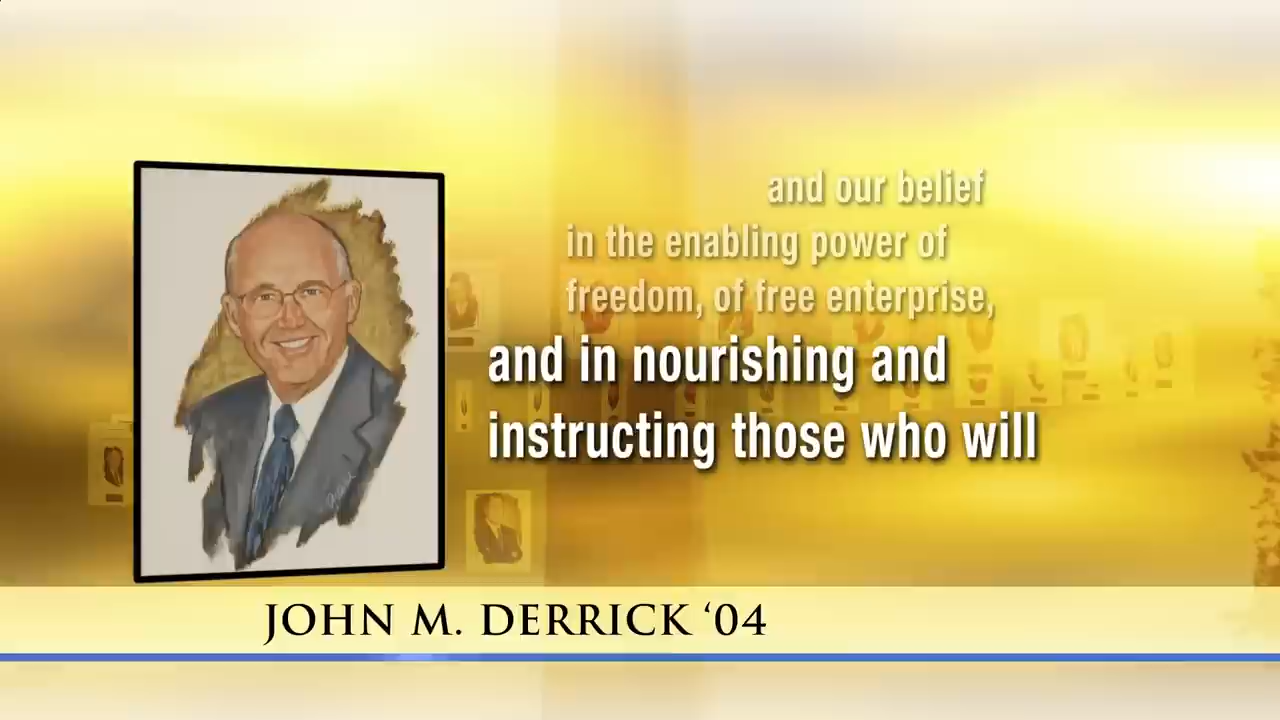 and our belief
in the enabling power of
freedom, of free enterprise,
and in nourishing and
instructing those who will
JOHN M. DERRICK ‘04